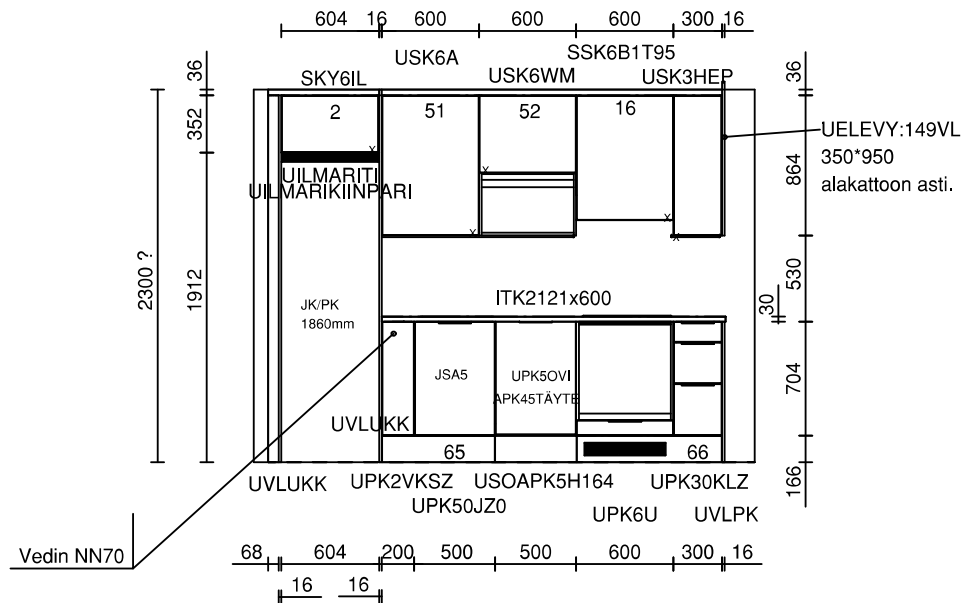 604 16 600 600 600 300 16
USK6A SSK6B1T95
SKY6IL USK6WM USK3HEP
36 36
2 51 52 16
352
UELEVY:149VL
350*950
alakattoon asti.
864
UILMARITI
UILMARIKIINPARI
2300 ?
1912
530
ITK2121x600
30
JK/PK
1860mm
JSA5
UPK5OVI
APK45TÄYTE
704
UVLUKK
65 66
166
UVLUKK UPK2VKSZ USOAPK5H164 UPK30KLZ
UPK50JZ0 UPK6U UVLPK
Vedin NN70
68 604 200 500 500 600 300 16
16 16